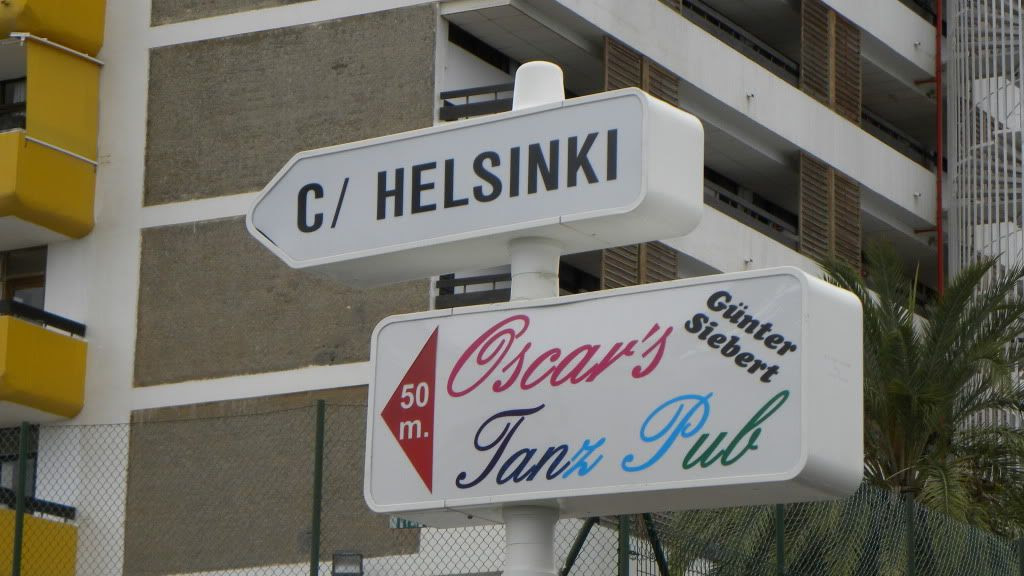 C/ HELSINKI
50
m.
Oscar's
Günter
Siebert
Tanz Pub